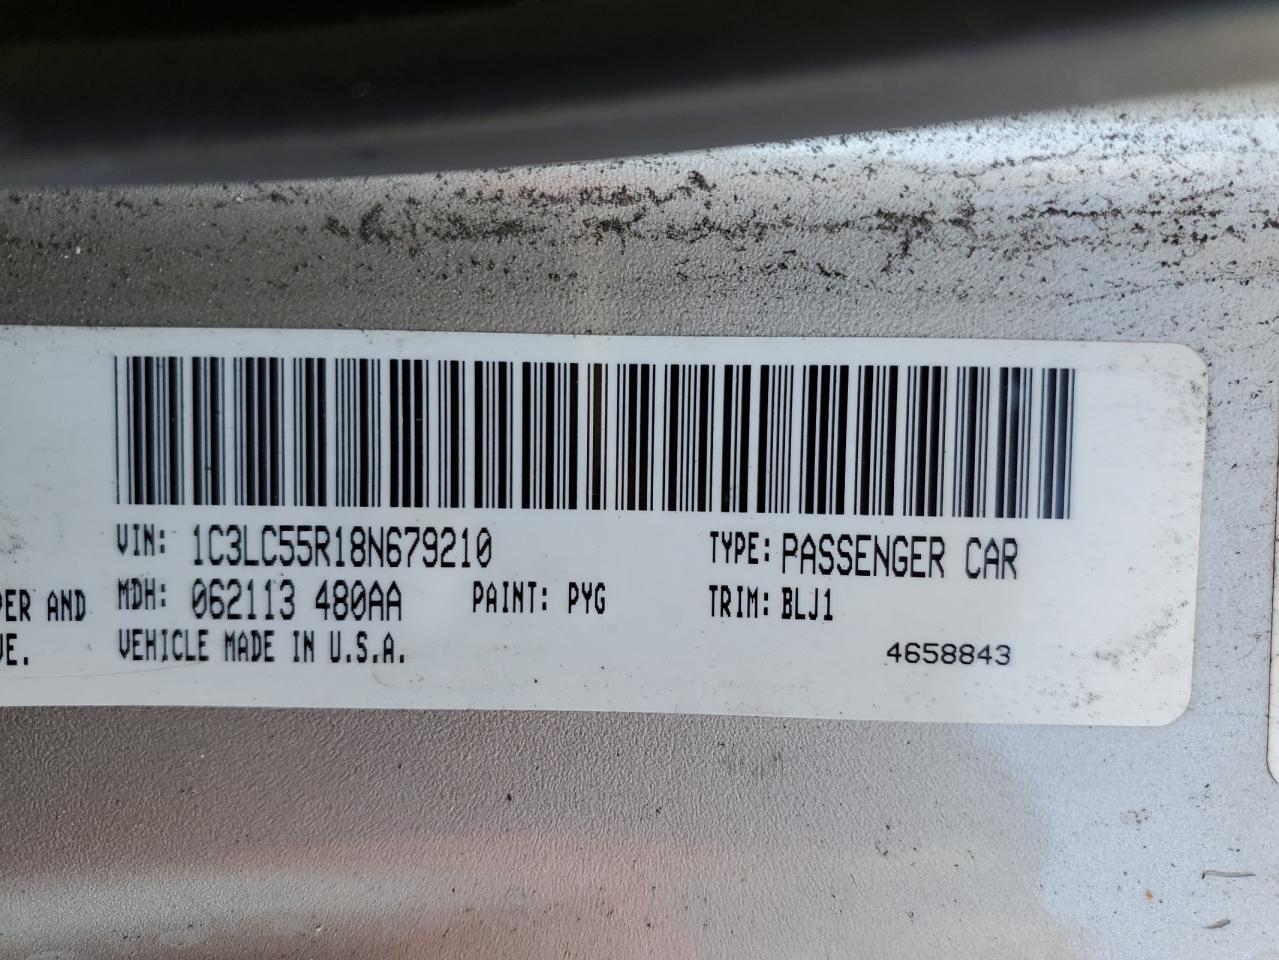 VIN: 1C3LC55R18N679210 TYPE: PASSENGER CAR
PER AND MDH: 062113 480AA PAINT: PYG TRIM: BLJ1
VE. VEHICLE MADE IN U.S.A. 4658843